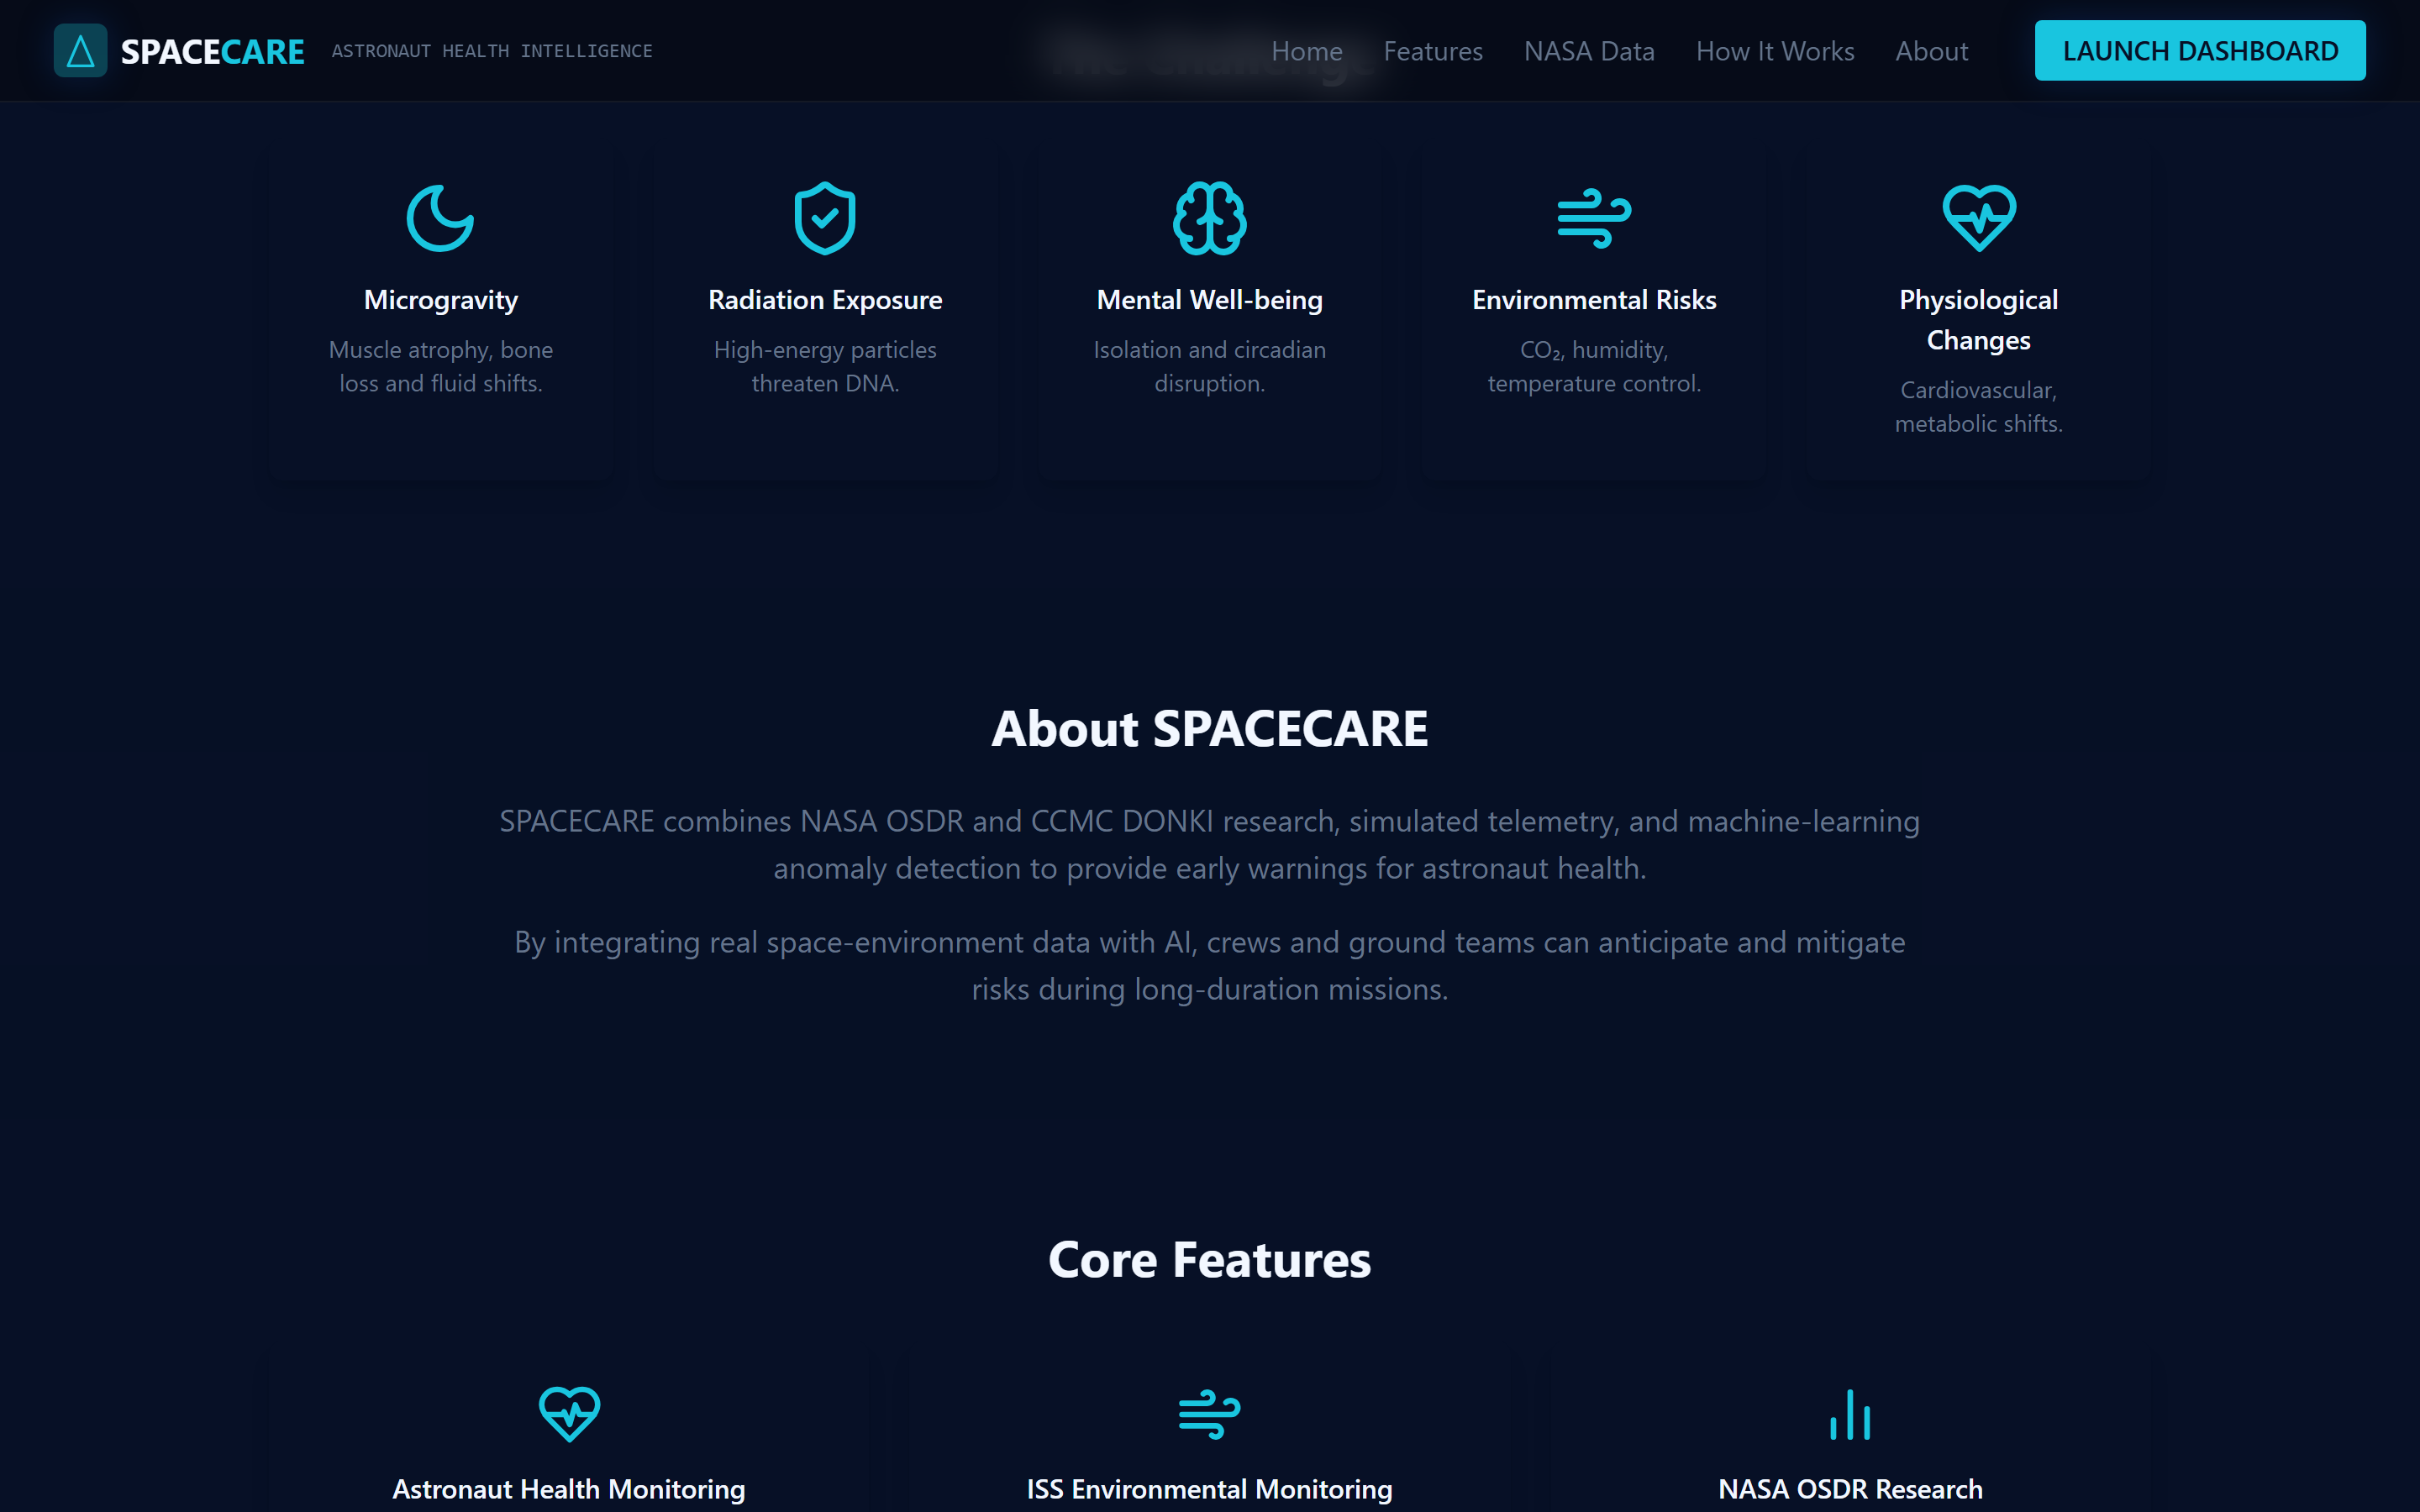 SPACECARE ASTRONAUT HEALTH INTELLIGENCE Home Features NASA Data How It Works About LAUNCH DASHBOARD
Microgravity
Muscle atrophy, bone
loss and fluid shifts.
Radiation Exposure
High-energy particles
threaten DNA.
Mental Well-being
Isolation and circadian
disruption.
Environmental Risks
CO₂, humidity,
temperature control.
Physiological
Changes
Cardiovascular,
metabolic shifts.
About SPACECARE
SPACECARE combines NASA OSDR and CCMC DONKI research, simulated telemetry, and machine-learning
anomaly detection to provide early warnings for astronaut health.
By integrating real space-environment data with AI, crews and ground teams can anticipate and mitigate
risks during long-duration missions.
Core Features
Astronaut Health Monitoring
ISS Environmental Monitoring
NASA OSDR Research